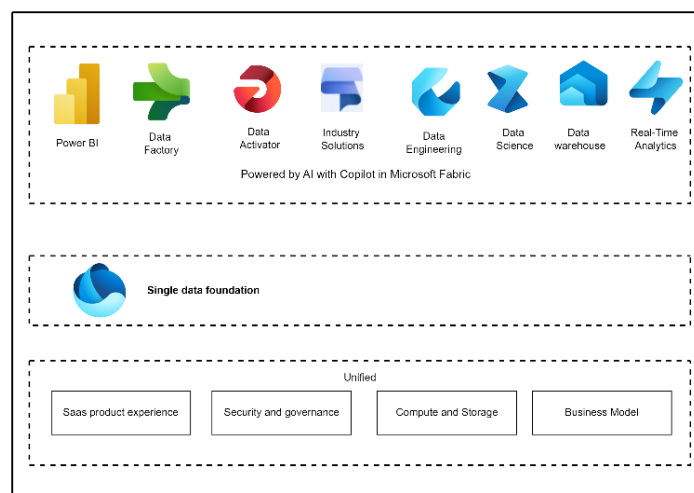 Power BI
Data
Factory
Data
Activator
Industry
Solutions
Data
Engineering
Data
Science
Data
warehouse
Real-Time
Analytics
Powered by AI with Copilot in Microsoft Fabric
Single data foundation
Unified
Saas product experience
Security and governance
Compute and Storage
Business Model